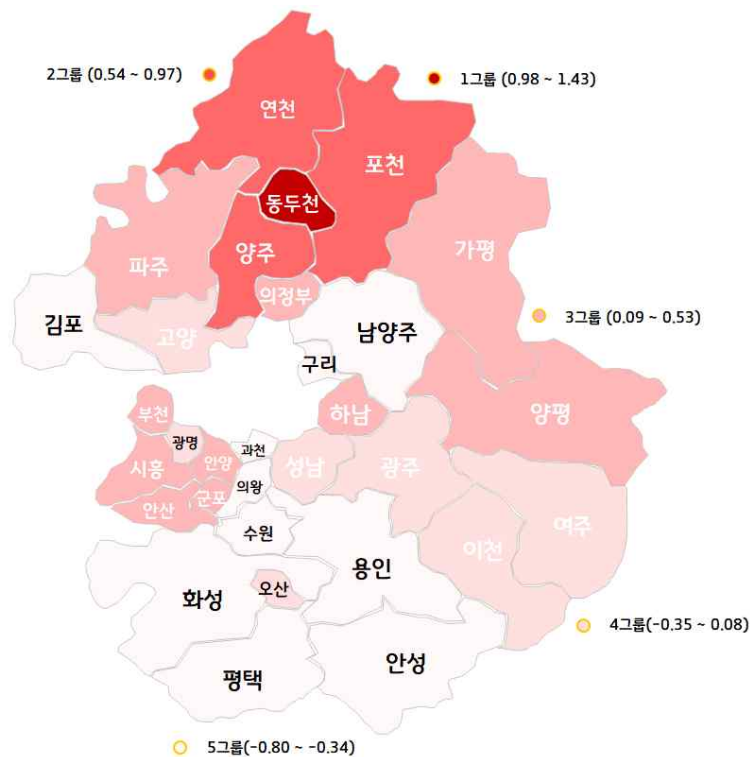 2그룹 (0.54 ~ 0.97)
1그룹 (0.98 ~ 1.43)
연천
포천
동두천
양주
가평
파주
의정부
김포
고양
남양주
3그룹 (0.09 ~ 0.53)
구리
하남
양평
부천
광명
안양
과천
시흥
성남
광주
의왕
군포
안산
수원
이천
여주
용인
화성
오산
4그룹(-0.35 ~ 0.08)
안성
평택
5그룹(-0.80 ~ -0.34)